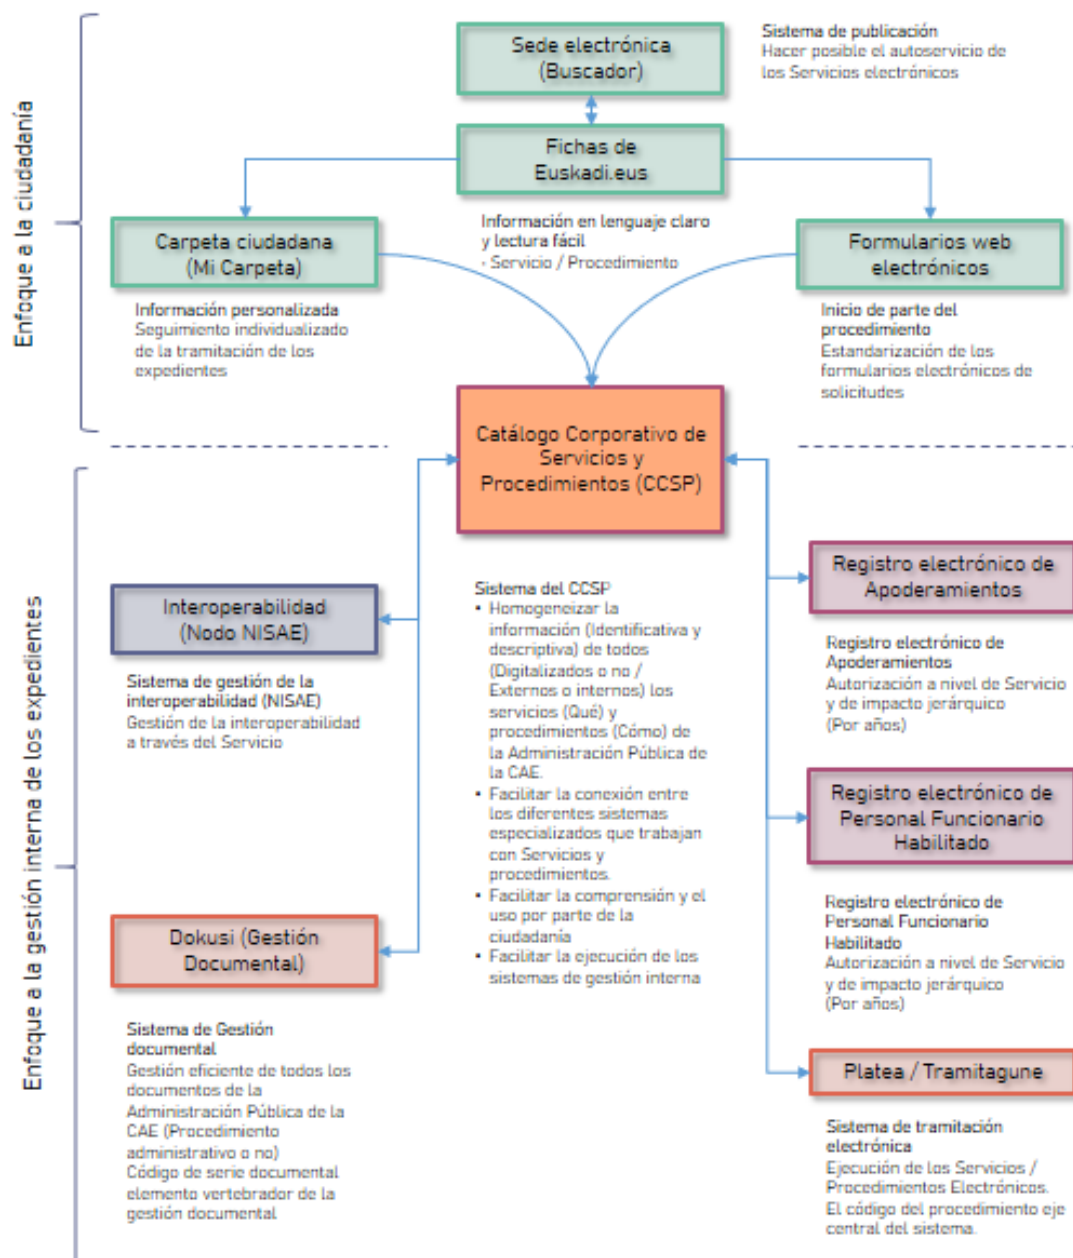 Enfoque a la ciudadanía
Sede electrónica
(Buscador)
Sistema de publicación
Hacer posible el autoservicio de
los Servicios electrónicos
Fichas de
Euskadi.eus
Información en lenguaje claro
y lectura fácil
- Servicio / Procedimiento
Carpeta ciudadana
(Mi Carpeta)
Información personalizada
Seguimiento individualizado
de la tramitación de los
expedientes
Formularios web
electrónicos
Inicio de parte del
procedimiento
Estandarización de los
formularios electrónicos de
solicitudes
Catálogo Corporativo de
Servicios y
Procedimientos (CCSP)
Enfoque a la gestión interna de los expedientes
Interoperabilidad
(Nodo NISAE)
Sistema de gestión de la
interoperabilidad (NISAE)
Gestión de la interoperabilidad
a través del Servicio
Dokusi (Gestión
Documental)
Sistema de Gestión
documental
Gestión eficiente de todos los
documentos de la
Administración Pública de la
CAE (Procedimiento
administrativo o no)
Código de serie documental
elemento vertebrador de la
gestión documental
Sistema del CCSP
▪ Homogeneizar la
información (Identificativa y
descriptiva) de todos
(Digitalizados o no /
Externos o internos) los
servicios (Qué) y
procedimientos (Cómo) de
la Administración Pública de
la CAE.
▪ Facilitar la conexión entre
los diferentes sistemas
especializados que trabajan
con Servicios y
procedimientos.
▪ Facilitar la comprensión y el
uso por parte de la
ciudadanía
▪ Facilitar la ejecución de los
sistemas de gestión interna
Registro electrónico de
Apoderamientos
Registro electrónico de
Apoderamientos
Autorización a nivel de Servicio
y de impacto jerárquico
(Por años)
Registro electrónico de
Personal Funcionario
Habilitado
Registro electrónico de
Personal Funcionario
Habilitado
Autorización a nivel de Servicio
y de impacto jerárquico
(Por años)
Platea / Tramitagune
Sistema de tramitación
electrónica
Ejecución de los Servicios /
Procedimientos Electrónicos.
El código del procedimiento eje
central del sistema.